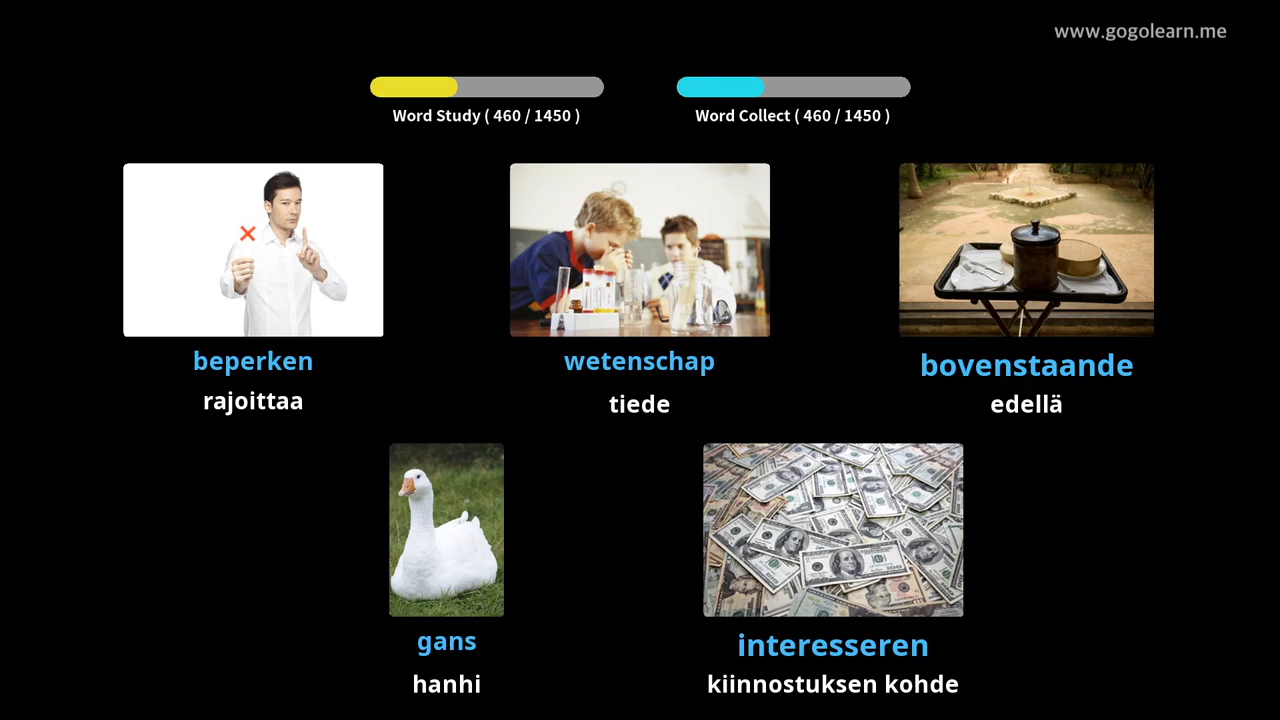 www.gogolearn.me
Word Study ( 460 / 1450 )
Word Collect ( 460 / 1450 )
beperken
rajoittaa
wetenschap
tiede
bovenstaande
edellä
gans
hanhi
interesseren
kiinnostuksen kohde